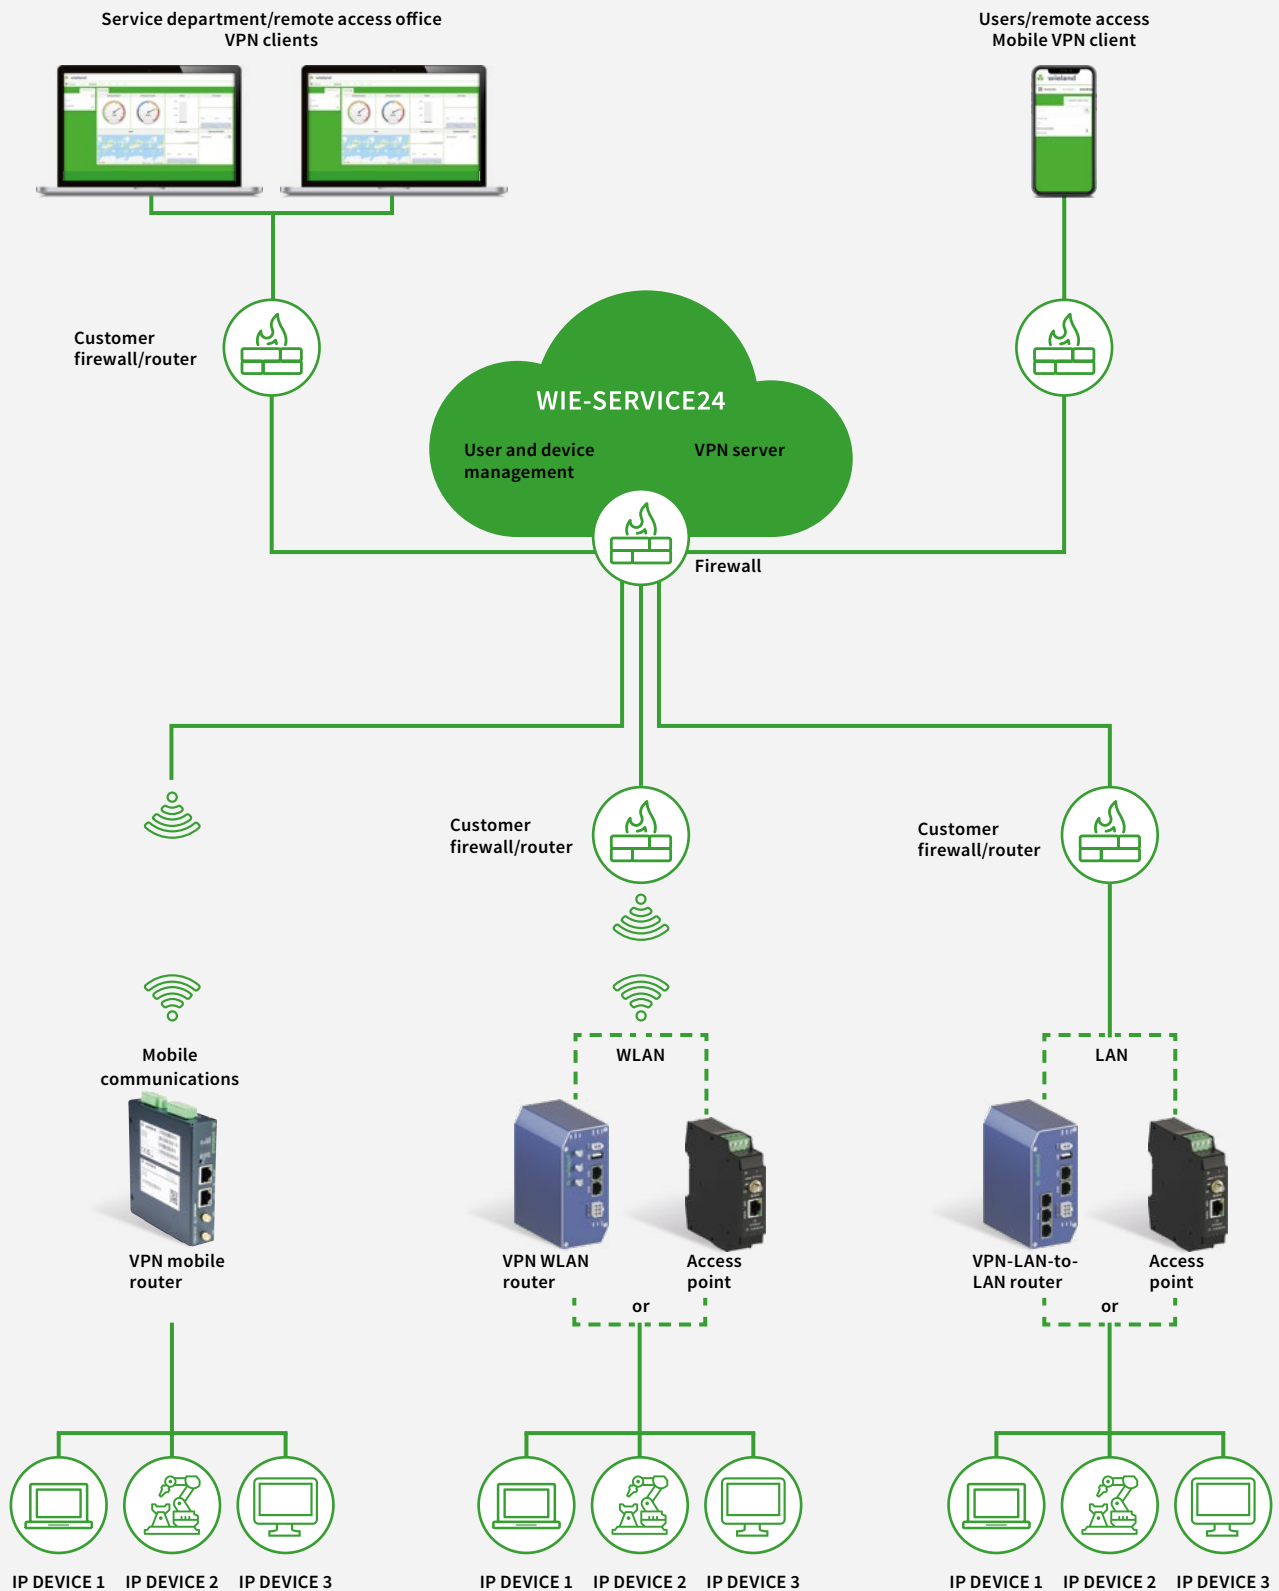 Service department/remote access office
VPN clients
Users/remote access
Mobile VPN client
wieland
wieland
wieland
Customer
firewall/router
WIE-SERVICE24
User and device
management
VPN server
Firewall
Customer
firewall/router
Customer
firewall/router
Mobile
communications
WLAN
LAN
VPN mobile
router
VPN WLAN
router
Access
point
or
VPN-LAN-to-
LAN router
Access
point
or
IP DEVICE 1
IP DEVICE 2
IP DEVICE 3
IP DEVICE 1
IP DEVICE 2
IP DEVICE 3
IP DEVICE 1
IP DEVICE 2
IP DEVICE 3